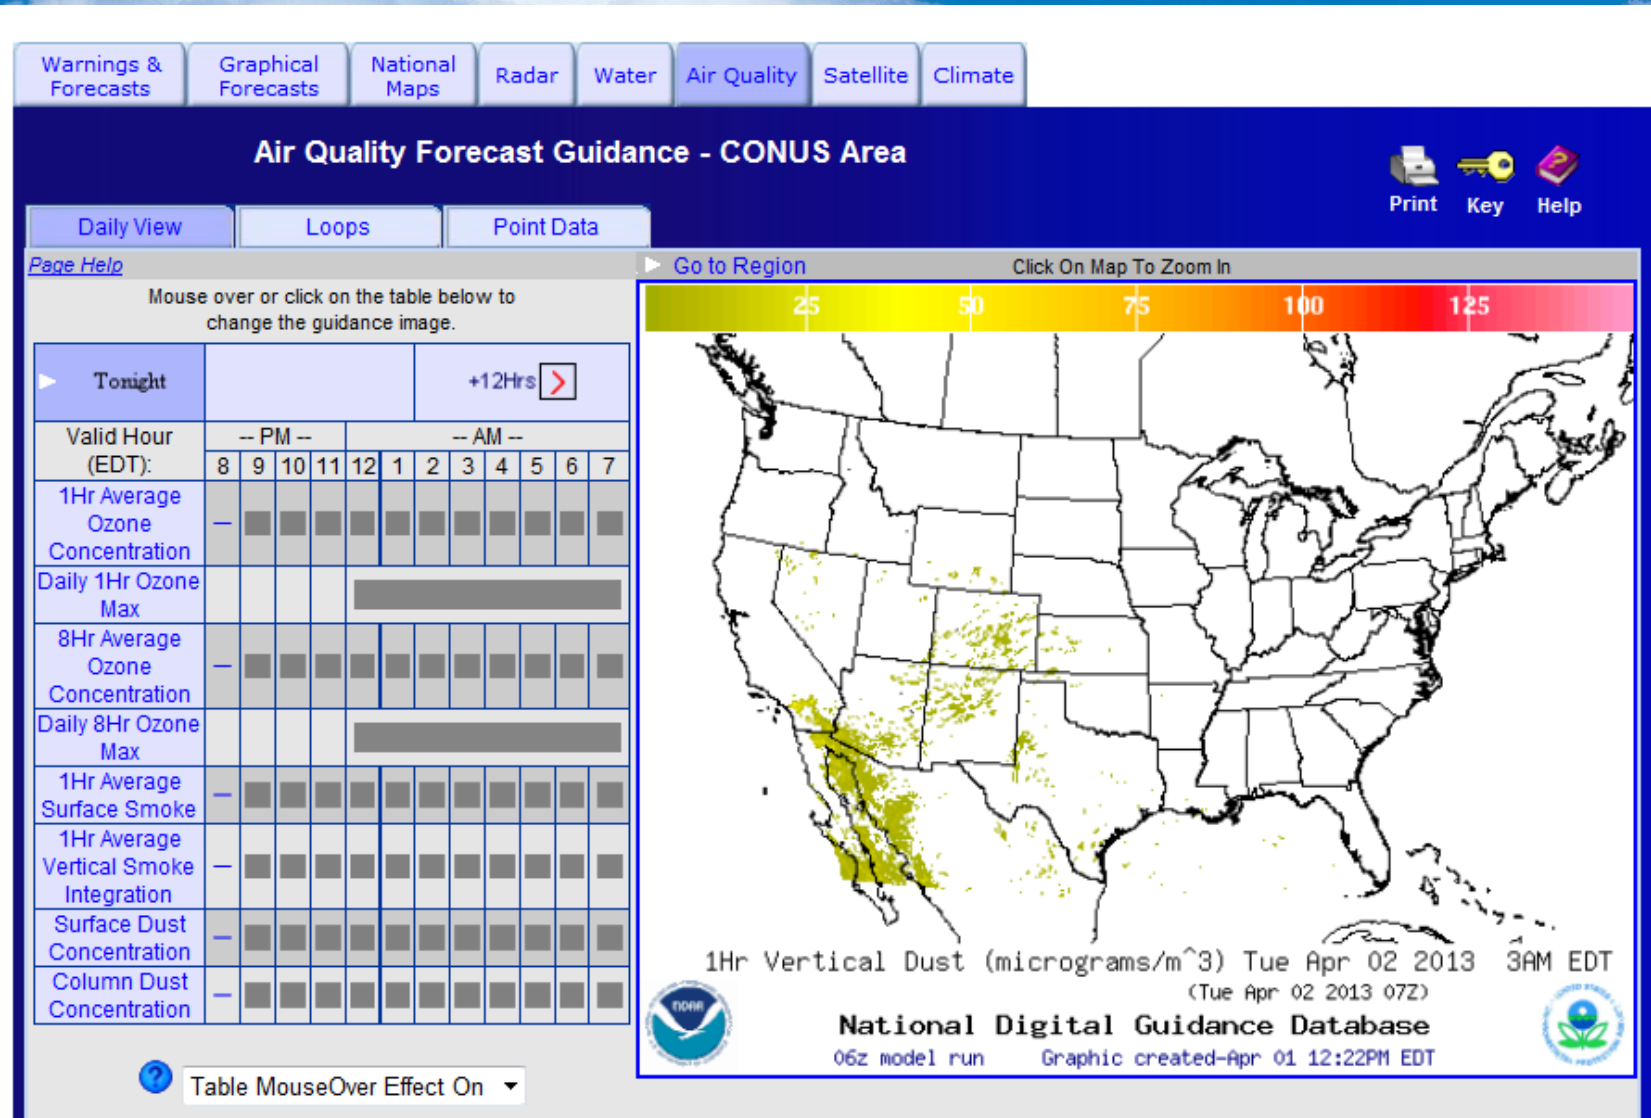 Warnings &
Forecasts
Graphical
Forecasts
National
Maps
Radar
Water
Air Quality
Satellite
Climate
Air Quality Forecast Guidance - CONUS Area
Print
Key
Help
Daily View
Loops
Point Data
Page Help
Go to Region
Click On Map To Zoom In
Mouse over or click on the table below to
change the guidance image.
25 50 75 100 125
Tonight
+12Hrs >
Valid Hour
(EDT):
-- PM --
-- AM --
8 9 10 11 12 1 2 3 4 5 6 7
1Hr Average
Ozone
Concentration
Daily 1Hr Ozone
Max
8Hr Average
Ozone
Concentration
Daily 8Hr Ozone
Max
1Hr Average
Surface Smoke
1Hr Average
Vertical Smoke
Integration
Surface Dust
Concentration
Column Dust
Concentration
1Hr Vertical Dust (micrograms/m^3) Tue Apr 02 2013 3AM EDT
(Tue Apr 02 2013 07Z)
NOAA
National Digital Guidance Database
06z model run Graphic created-Apr 01 12:22PM EDT
? Table MouseOver Effect On